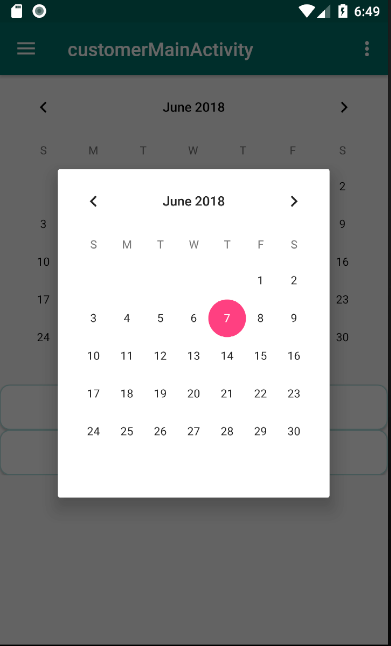 6:49
customerMainActivity
June 2018
S M T W T F S
2
3 9
10 16
17 23
24 30
June 2018
S M T W T F S
1 2
3 4 5 6 7 8 9
10 11 12 13 14 15 16
17 18 19 20 21 22 23
24 25 26 27 28 29 30